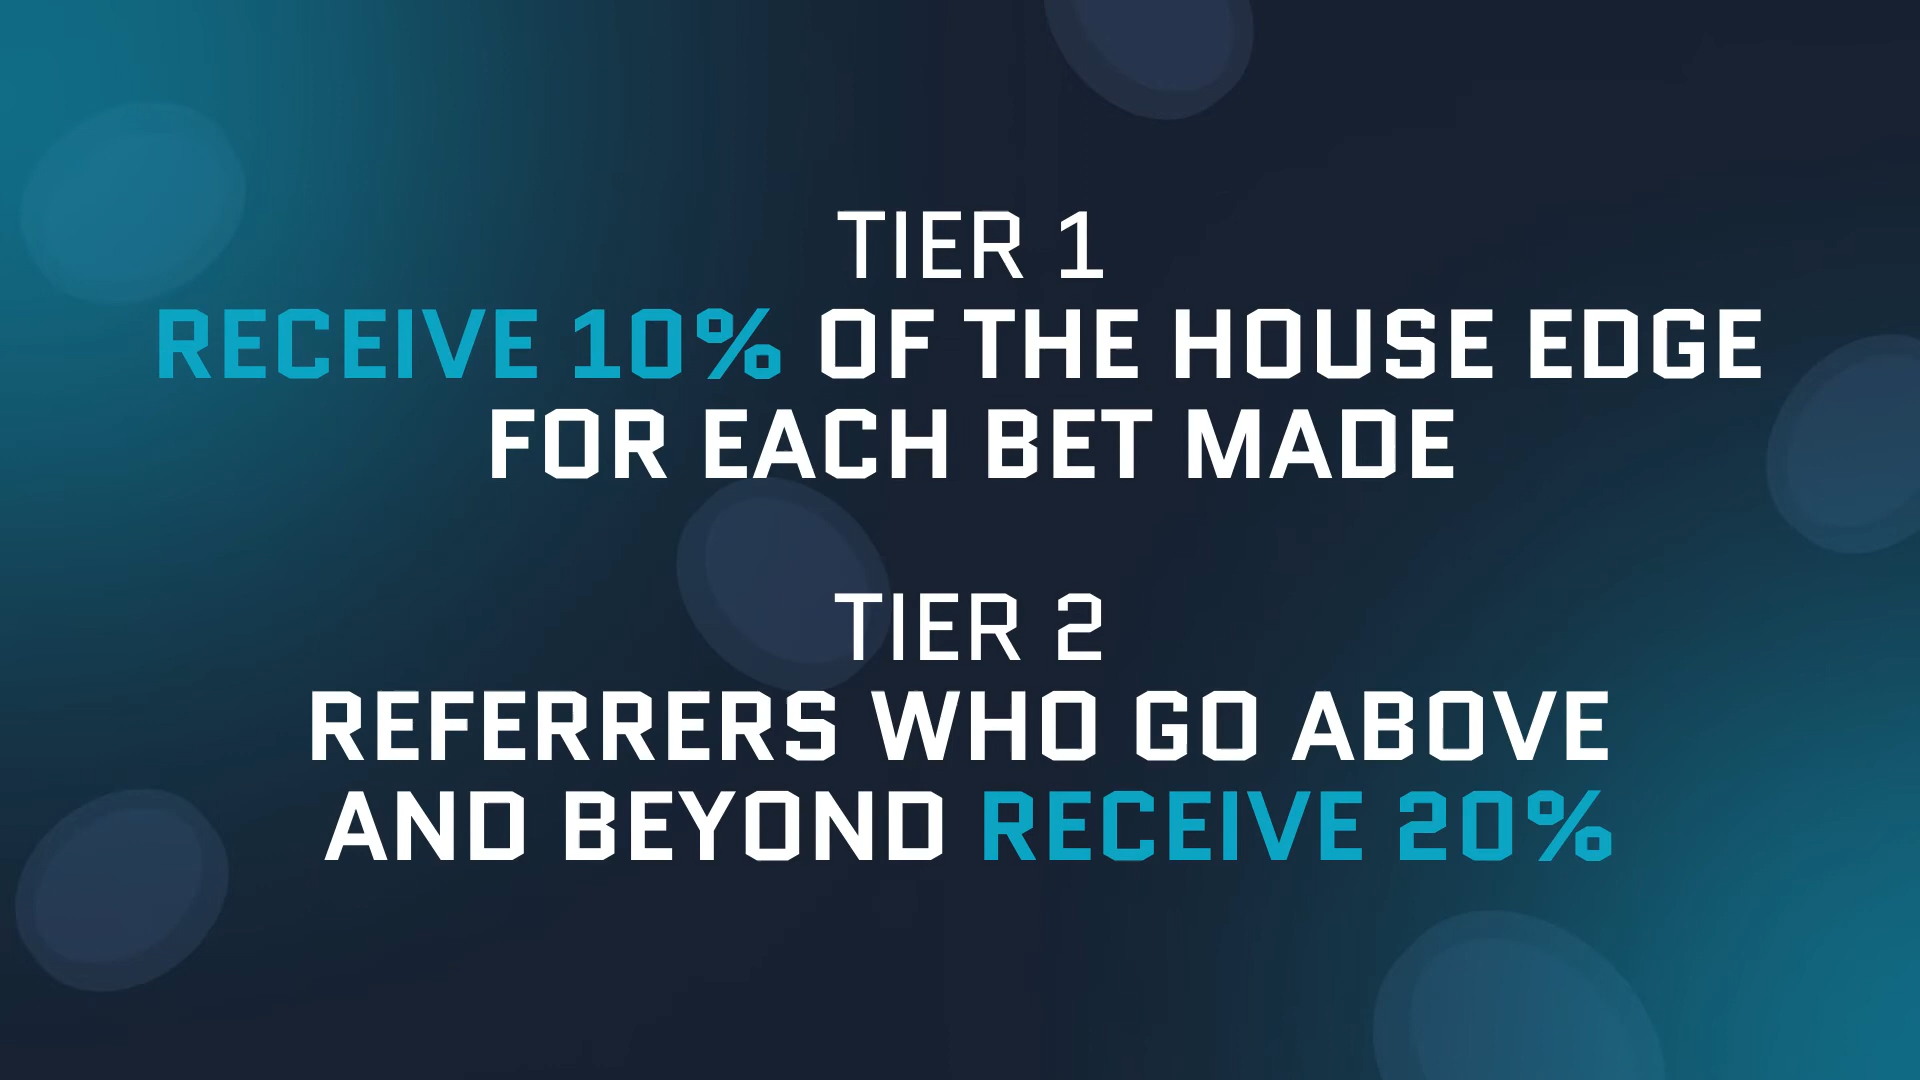 TIER 1
RECEIVE 10% OF THE HOUSE EDGE
FOR EACH BET MADE
TIER 2
REFERRERS WHO GO ABOVE
AND BEYOND RECEIVE 20%